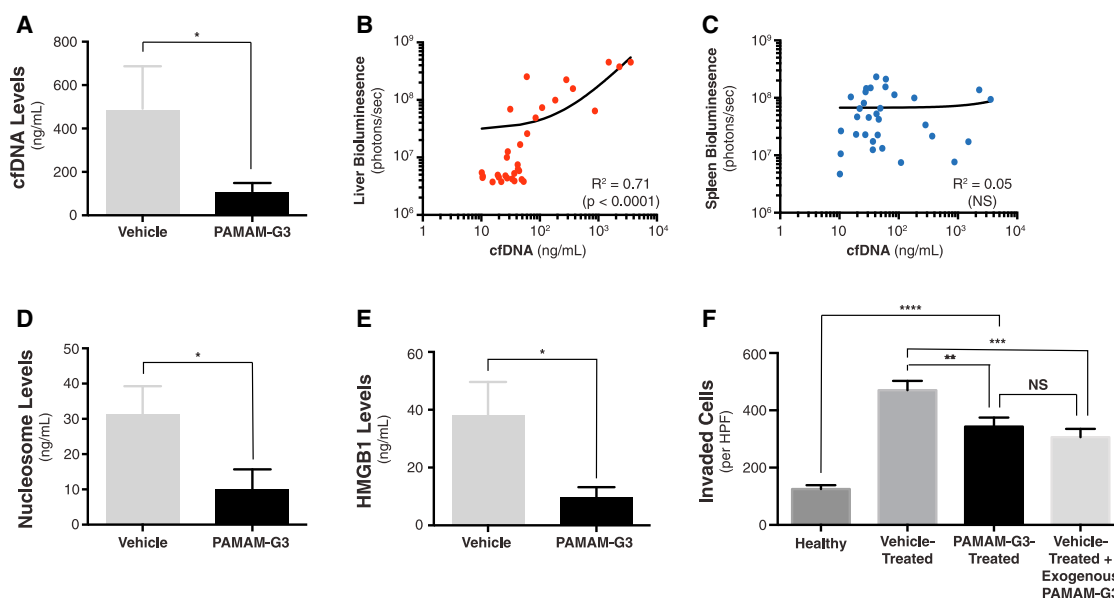 A
cfDNA Levels
(ng/mL)
800
600
400
200
0
*
Vehicle
PAMAM-G3
B
Liver Bioluminesence
(photons/sec)
10⁹
10⁸
10⁷
10⁶
R² = 0.71
(p < 0.0001)
1
10
10²
10³
10⁴
cfDNA (ng/mL)
C
Spleen Bioluminesence
(photons/sec)
10⁹
10⁸
10⁷
10⁶
R² = 0.05
(NS)
1
10
10²
10³
10⁴
cfDNA (ng/mL)
D
Nucleosome Levels
(ng/mL)
50
40
30
20
10
0
*
Vehicle
PAMAM-G3
E
HMGB1 Levels
(ng/mL)
60
40
20
0
*
Vehicle
PAMAM-G3
F
Invaded Cells
(per HPF)
600
400
200
0
****
***
**
NS
Healthy
Vehicle-
Treated
PAMAM-G3-
Treated
Vehicle-
Treated +
Exogenous
PAMAM-G3